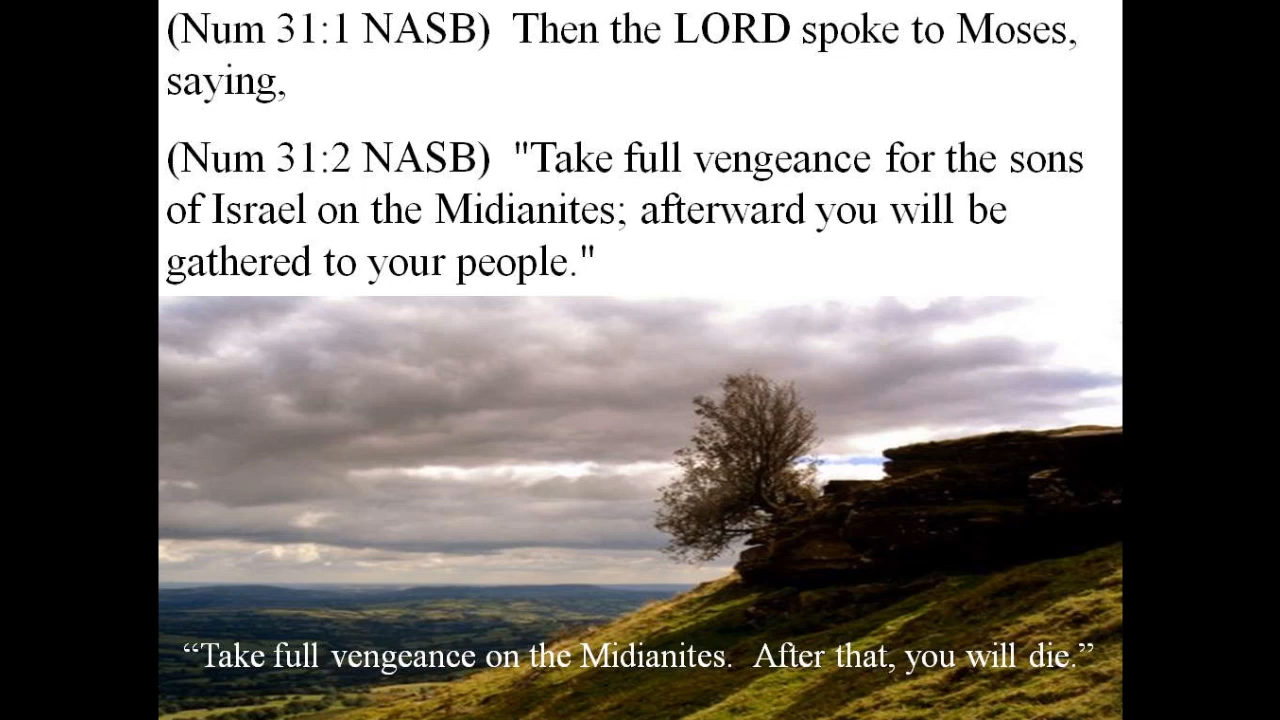 (Num 31:1 NASB)  Then the LORD spoke to Moses,
saying,
(Num 31:2 NASB)  "Take full vengeance for the sons
of Israel on the Midianites; afterward you will be
gathered to your people."
“Take full vengeance on the Midianites.  After that, you will die.”